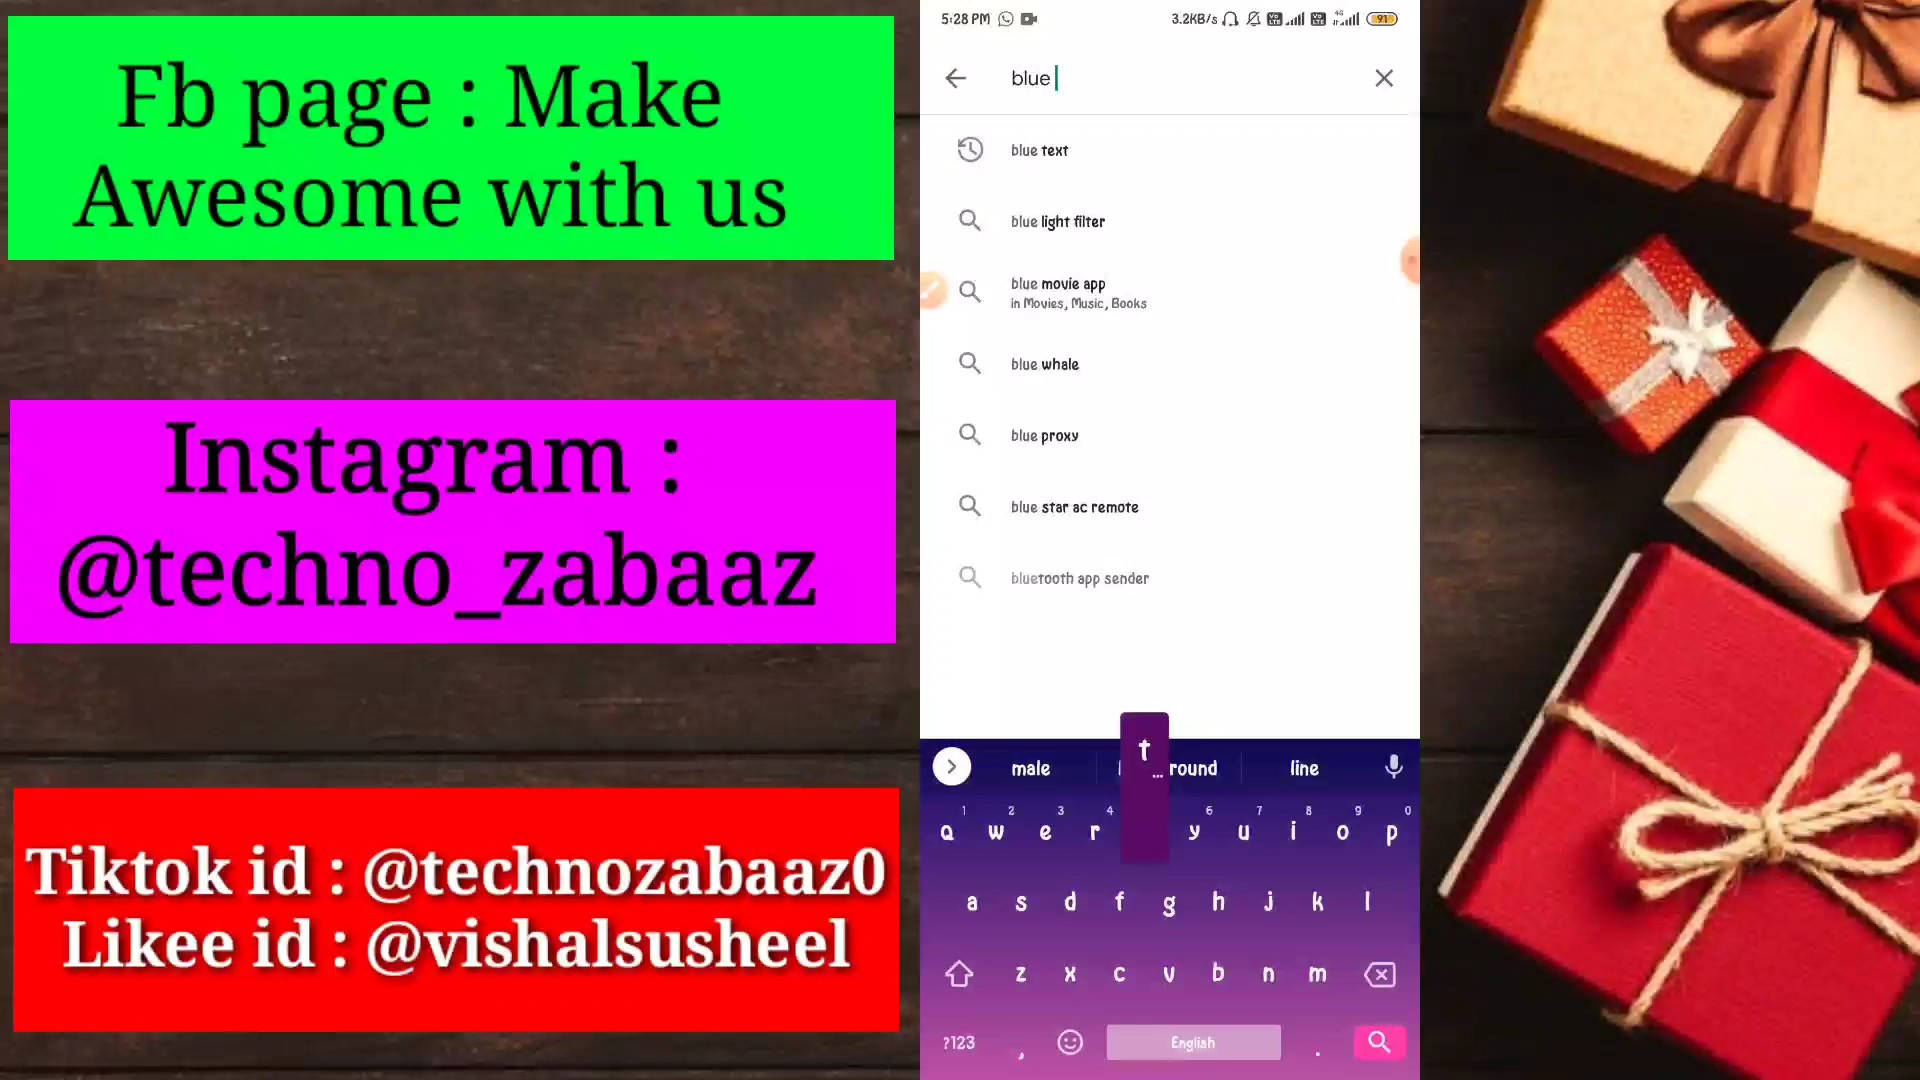 Fb page : Make
Awesome with us
Instagram :
@techno_zabaaz
Tiktok id : @technozabaaz0
Likee id : @vishalsusheel
5:28 PM
3.2KB/s
4G
91
blue
blue text
blue light filter
blue movie app
in Movies, Music, Books
blue whale
blue proxy
blue star ac remote
bluetooth app sender
male
round
line
t
...
1 2 3 4 6 7 8 9 0
q w e r y u i o p
a s d f g h j k l
z x c v b n m
?123 , English .